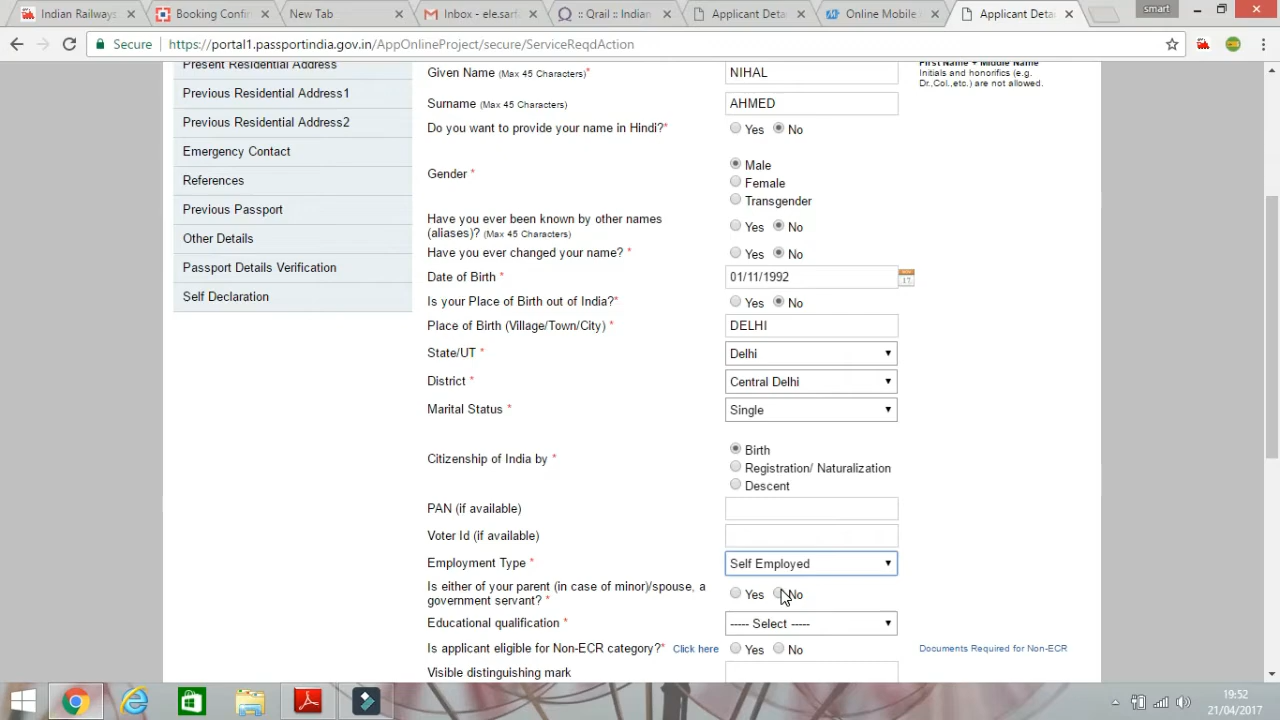 Indian Railways
Booking Confir
New Tab
Inbox - ele.sart
:: Qrail :: Indian
Applicant Deta
Online Mobile
Applicant Deta
smart
Secure
https://portal1.passportindia.gov.in/AppOnlineProject/secure/ServiceReqdAction
Present Residential Address
Previous Residential Address1
Previous Residential Address2
Emergency Contact
References
Previous Passport
Other Details
Passport Details Verification
Self Declaration
Given Name (Max 45 Characters)*
NIHAL
First Name + Middle Name
Initials and honorifics (e.g.
Dr.,Col.,etc.) are not allowed.
Surname (Max 45 Characters)
AHMED
Do you want to provide your name in Hindi?*
Yes No
Gender *
Male
Female
Transgender
Have you ever been known by other names
(aliases)? (Max 45 Characters)
Yes No
Have you ever changed your name? *
Yes No
Date of Birth *
01/11/1992
17
Is your Place of Birth out of India?*
Yes No
Place of Birth (Village/Town/City) *
DELHI
State/UT *
Delhi
District *
Central Delhi
Marital Status *
Single
Citizenship of India by *
Birth
Registration/ Naturalization
Descent
PAN (if available)
Voter Id (if available)
Employment Type *
Self Employed
Is either of your parent (in case of minor)/spouse, a
government servant? *
Yes No
Educational qualification *
----- Select -----
Is applicant eligible for Non-ECR category?* Click here
Yes No
Documents Required for Non-ECR
Visible distinguishing mark
19:52
21/04/2017